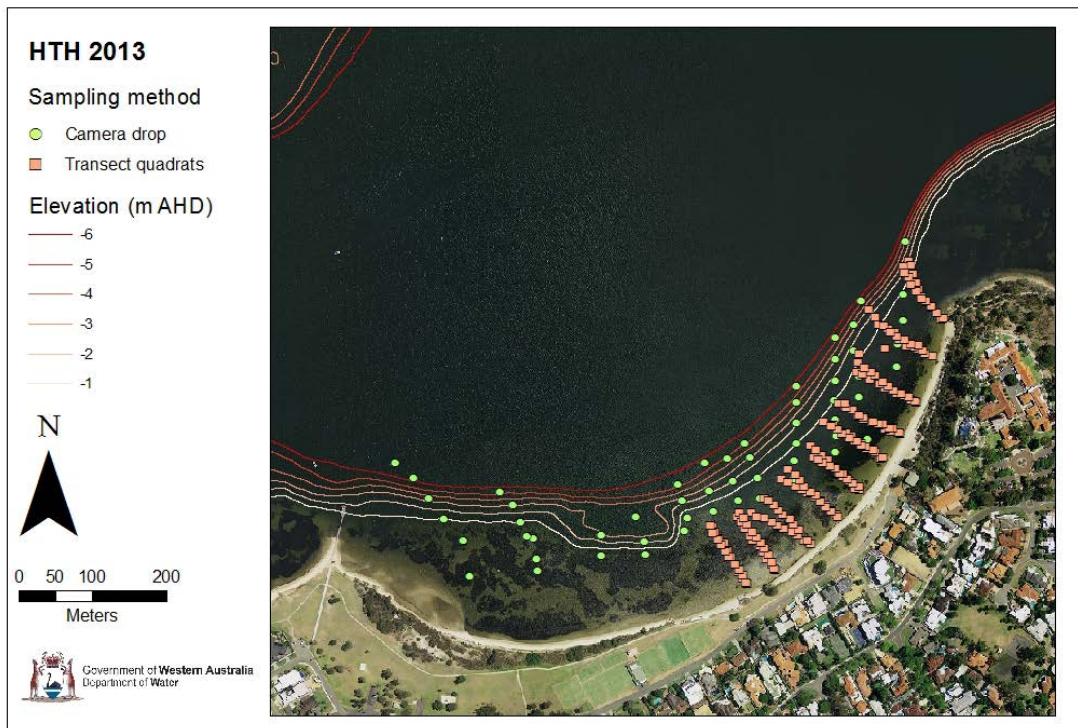 HTH 2013
Sampling method
Camera drop
Transect quadrats
Elevation (m AHD)
-6
-5
-4
-3
-2
-1
N
0 50 100 200
Meters
Government of Western Australia
Department of Water